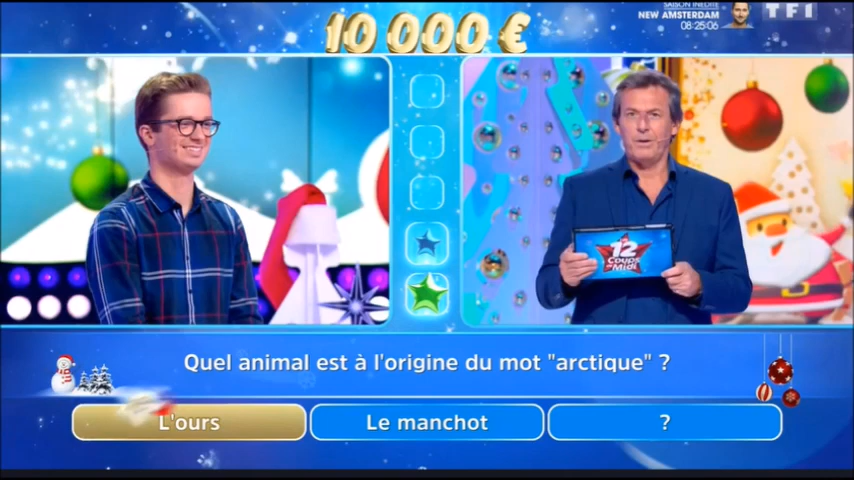 10 000 €
SAISON INÉDITE
NEW AMSTERDAM
08:25:06
TF1
12
Coups
de Midi
Quel animal est à l'origine du mot "arctique" ?
L'ours
Le manchot
?